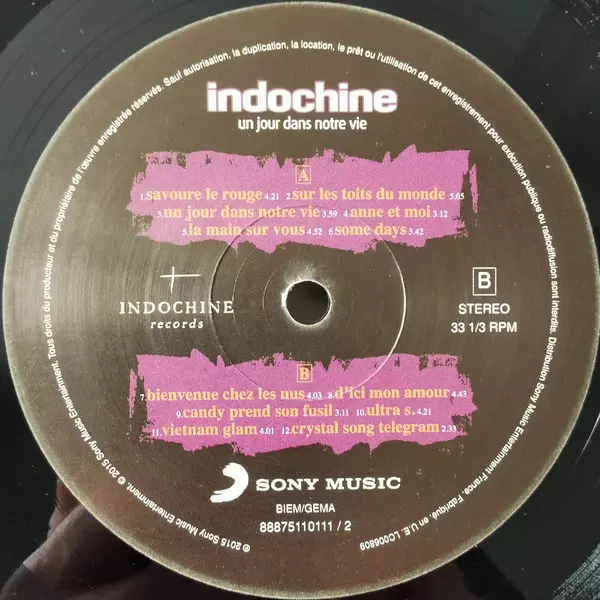 Tous droits du producteur et du propriétaire de l'œuvre enregistrée réservés. Sauf autorisation, la duplication, la location, le prêt ou l'utilisation de cet enregistrement pour exécution publique ou radiodiffusion sont interdits. Distribution Sony Music Entertainment France. Fabriqué en U.E. LC006809
indochine
un jour dans notre vie
A
1.savoure le rouge 4.21 2.sur les toits du monde 5.05
3.un jour dans notre vie 3.59 4.anne et moi 3.12
5.la main sur vous 4.52 6.some days 3.42
INDOCHINE
records
B
STEREO
33 1/3 RPM
B
7.bienvenue chez les nus 4.03 8.d'ici mon amour 4.43
9.candy prend son fusil 3.11 10.ultra s. 4.21
11.vietnam glam 4.01 12.crystal song telegram 2.33
SONY MUSIC
BIEM/GEMA
88875110111 / 2
℗ 2015 Sony Music Entertainment. © 2015 Sony Music Entertainment.